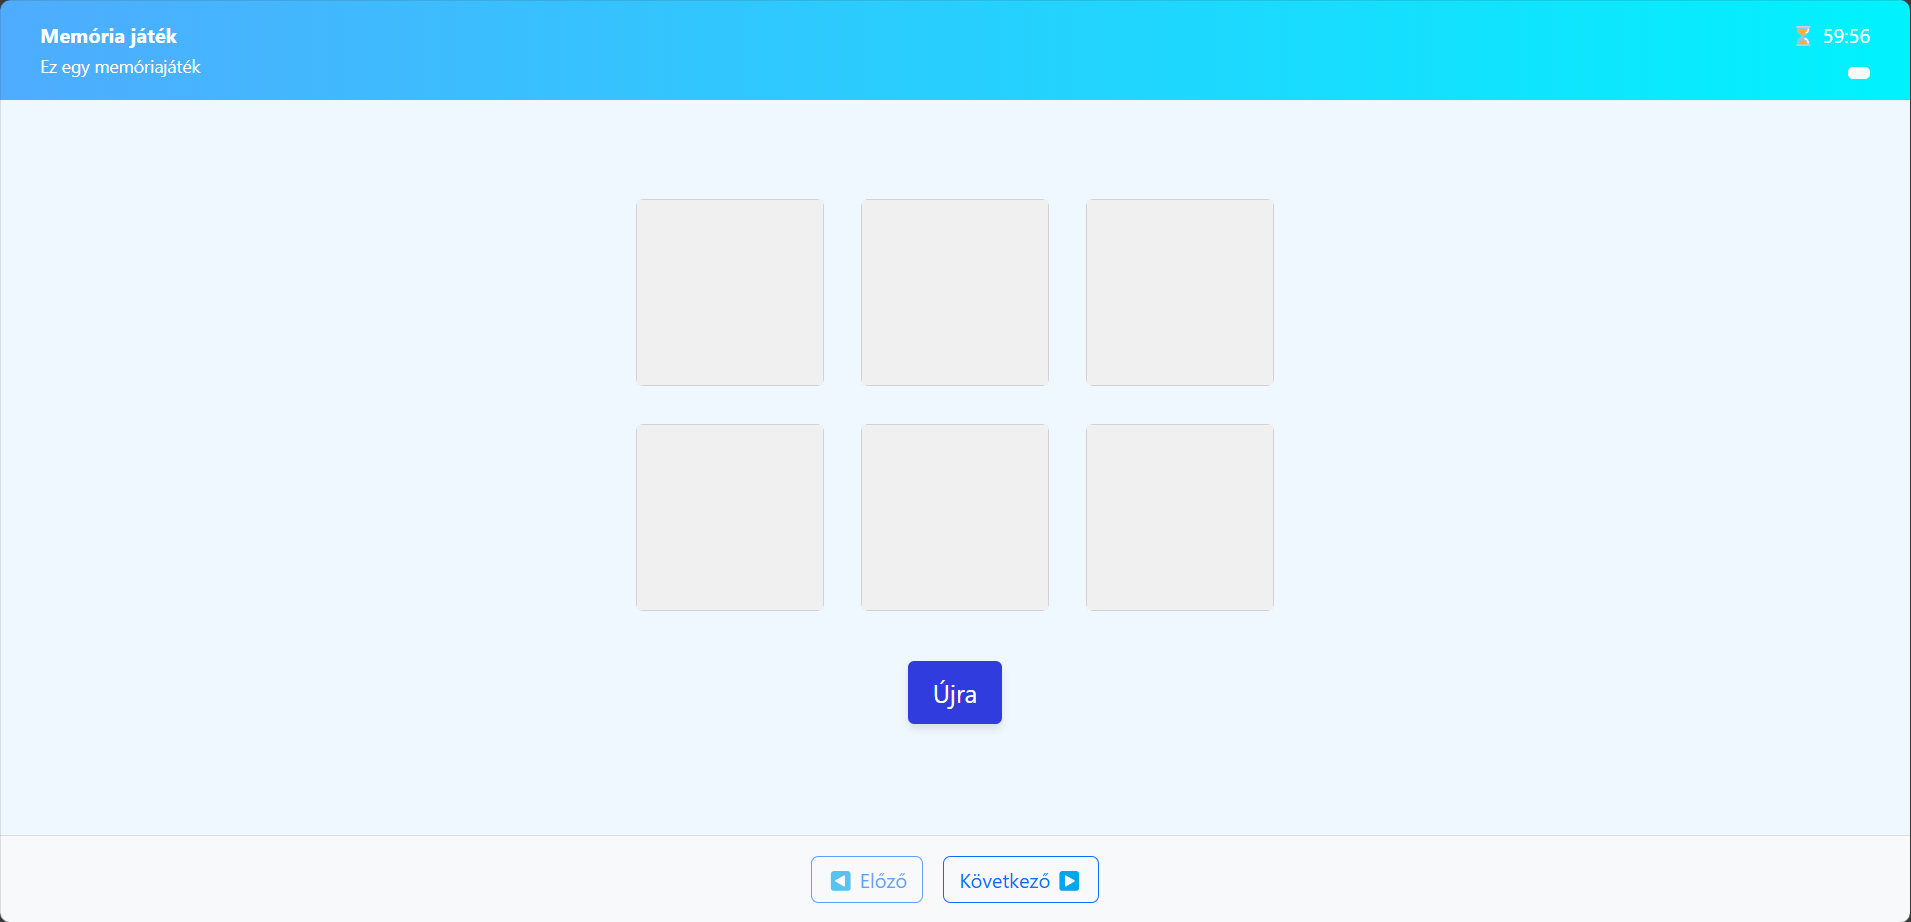 Memória játék
Ez egy memóriajáték
59:56
Újra
Előző
Következő